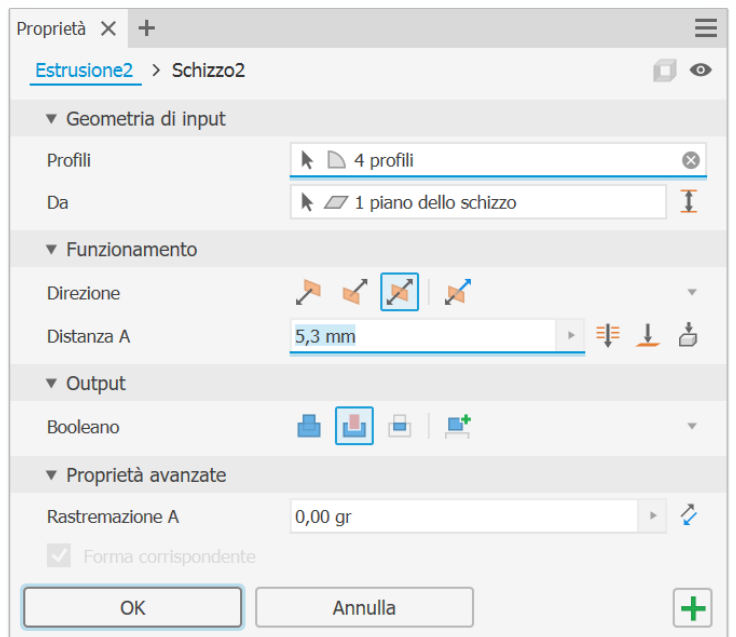 Proprietà
Estrusione2 > Schizzo2
Geometria di input
Profili 4 profili
Da 1 piano dello schizzo
Funzionamento
Direzione
Distanza A 5,3 mm
Output
Booleano
Proprietà avanzate
Rastremazione A 0,00 gr
Forma corrispondente
OK Annulla